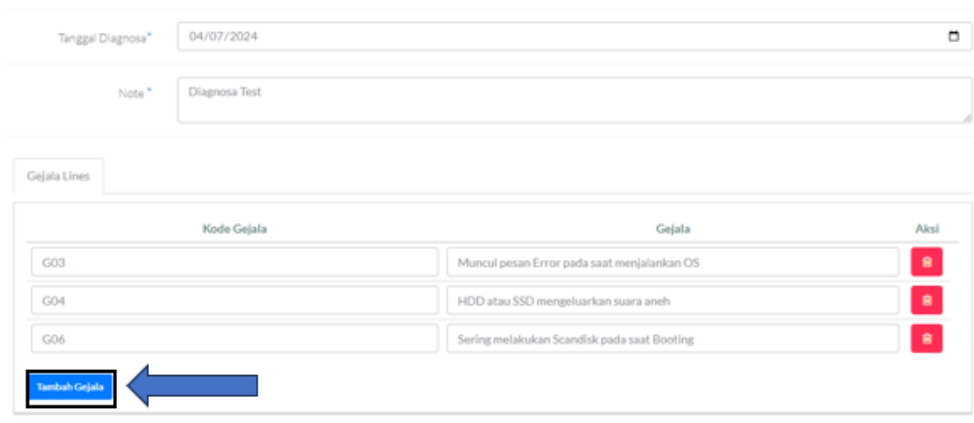 Tanggal Diagnosa* 04/07/2024
Note * Diagnosa Test
Gejala Lines
Kode Gejala Gejala Aksi
G03 Muncul pesan Error pada saat menjalankan OS
G04 HDD atau SSD mengeluarkan suara aneh
G06 Sering melakukan Scandisk pada saat Booting
Tambah Gejala